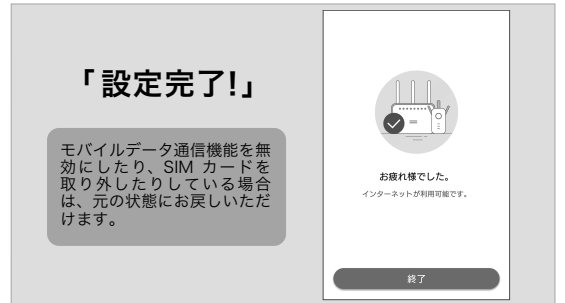 「設定完了!」
モバイルデータ通信機能を無
効にしたり、SIM カードを
取り外したりしている場合
は、元の状態にお戻しいただ
けます。
お疲れ様でした。
インターネットが利用可能です。
終了